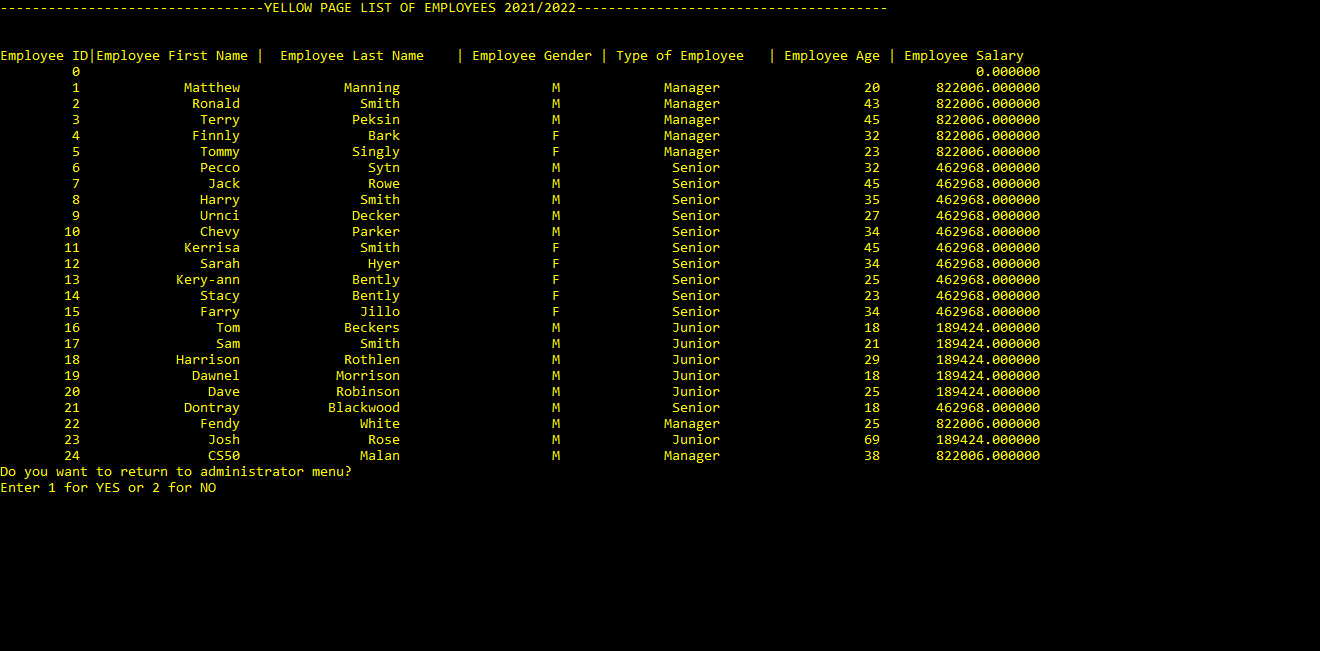 ---------------------------------YELLOW PAGE LIST OF EMPLOYEES 2021/2022---------------------------------------
Employee ID|Employee First Name |  Employee Last Name    | Employee Gender | Type of Employee   | Employee Age | Employee Salary
0 0.000000
1 Matthew Manning M Manager 20 822006.000000
2 Ronald Smith M Manager 43 822006.000000
3 Terry Peksin M Manager 45 822006.000000
4 Finnly Bark F Manager 32 822006.000000
5 Tommy Singly F Manager 23 822006.000000
6 Pecco Sytn M Senior 32 462968.000000
7 Jack Rowe M Senior 45 462968.000000
8 Harry Smith M Senior 35 462968.000000
9 Urnci Decker M Senior 27 462968.000000
10 Chevy Parker M Senior 34 462968.000000
11 Kerrisa Smith F Senior 45 462968.000000
12 Sarah Hyer F Senior 34 462968.000000
13 Kery-ann Bently F Senior 25 462968.000000
14 Stacy Bently F Senior 23 462968.000000
15 Farry Jillo F Senior 34 462968.000000
16 Tom Beckers M Junior 18 189424.000000
17 Sam Smith M Junior 21 189424.000000
18 Harrison Rothlen M Junior 29 189424.000000
19 Dawnel Morrison M Junior 18 189424.000000
20 Dave Robinson M Junior 25 189424.000000
21 Dontray Blackwood M Senior 18 462968.000000
22 Fendy White M Manager 25 822006.000000
23 Josh Rose M Junior 69 189424.000000
24 CS50 Malan M Manager 38 822006.000000
Do you want to return to administrator menu?
Enter 1 for YES or 2 for NO